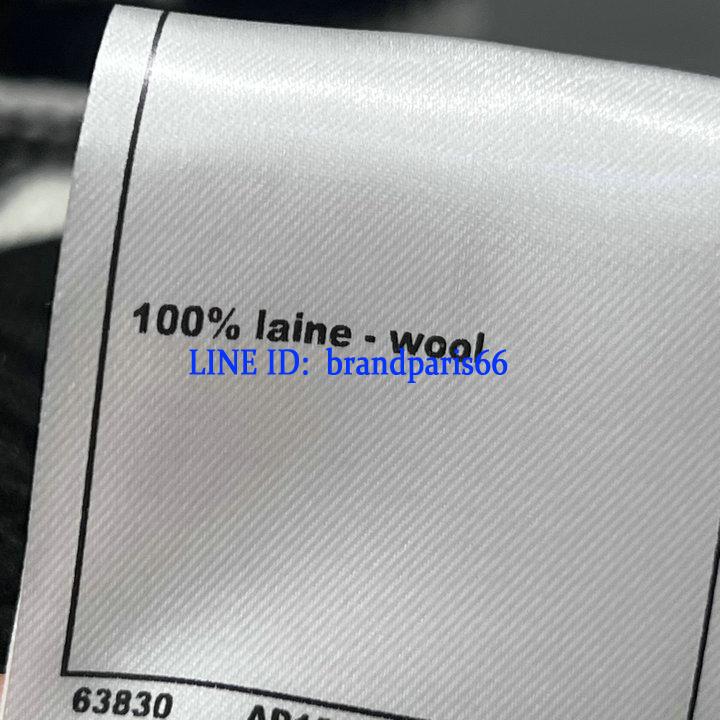 100% laine - wool
LINE ID: brandparis66
63830